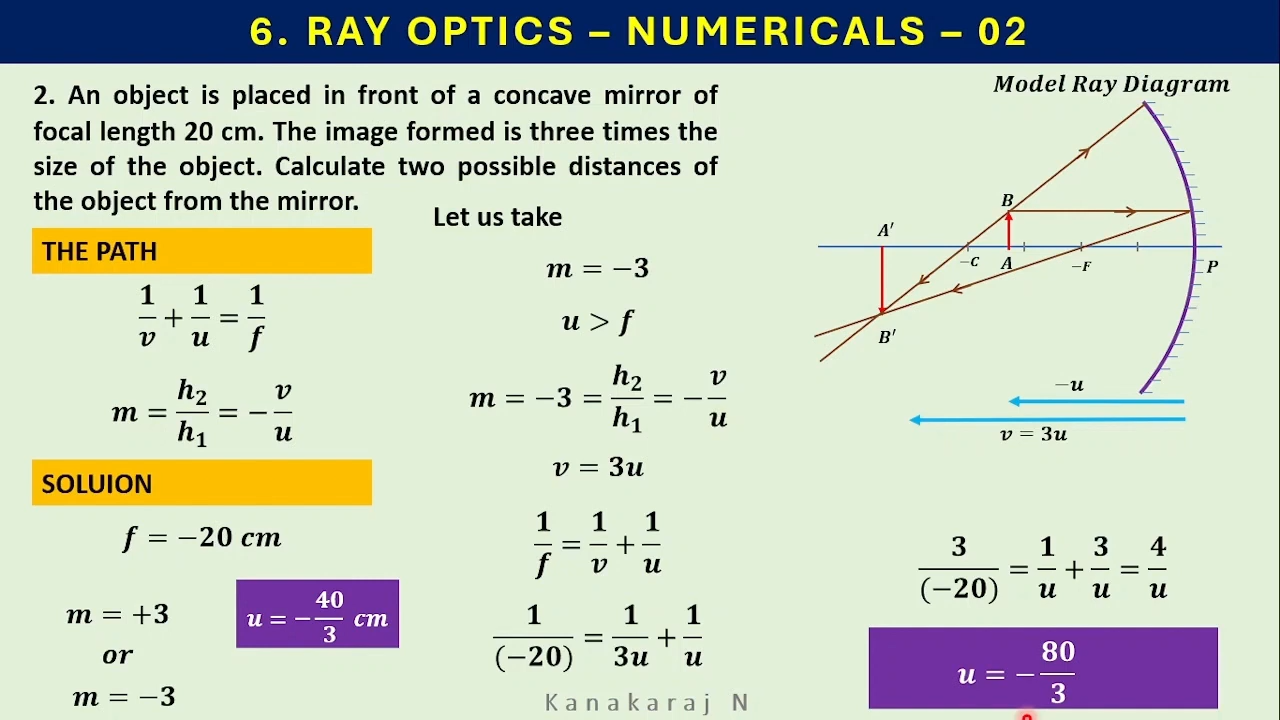 6. RAY OPTICS – NUMERICALS – 02
2. An object is placed in front of a concave mirror of
focal length 20 cm. The image formed is three times the
size of the object. Calculate two possible distances of
the object from the mirror.
THE PATH
1/v + 1/u = 1/f
m = h₂/h₁ = −v/u
SOLUION
f = −20 cm
m = +3
or
m = −3
u = −40/3 cm
Let us take
m = −3
u > f
m = −3 = h₂/h₁ = −v/u
v = 3u
1/f = 1/v + 1/u
1/(−20) = 1/3u + 1/u
Model Ray Diagram
B
A′
−C
A
−F
P
B′
−u
v = 3u
3/(−20) = 1/u + 3/u = 4/u
u = −80/3
Kanakaraj N